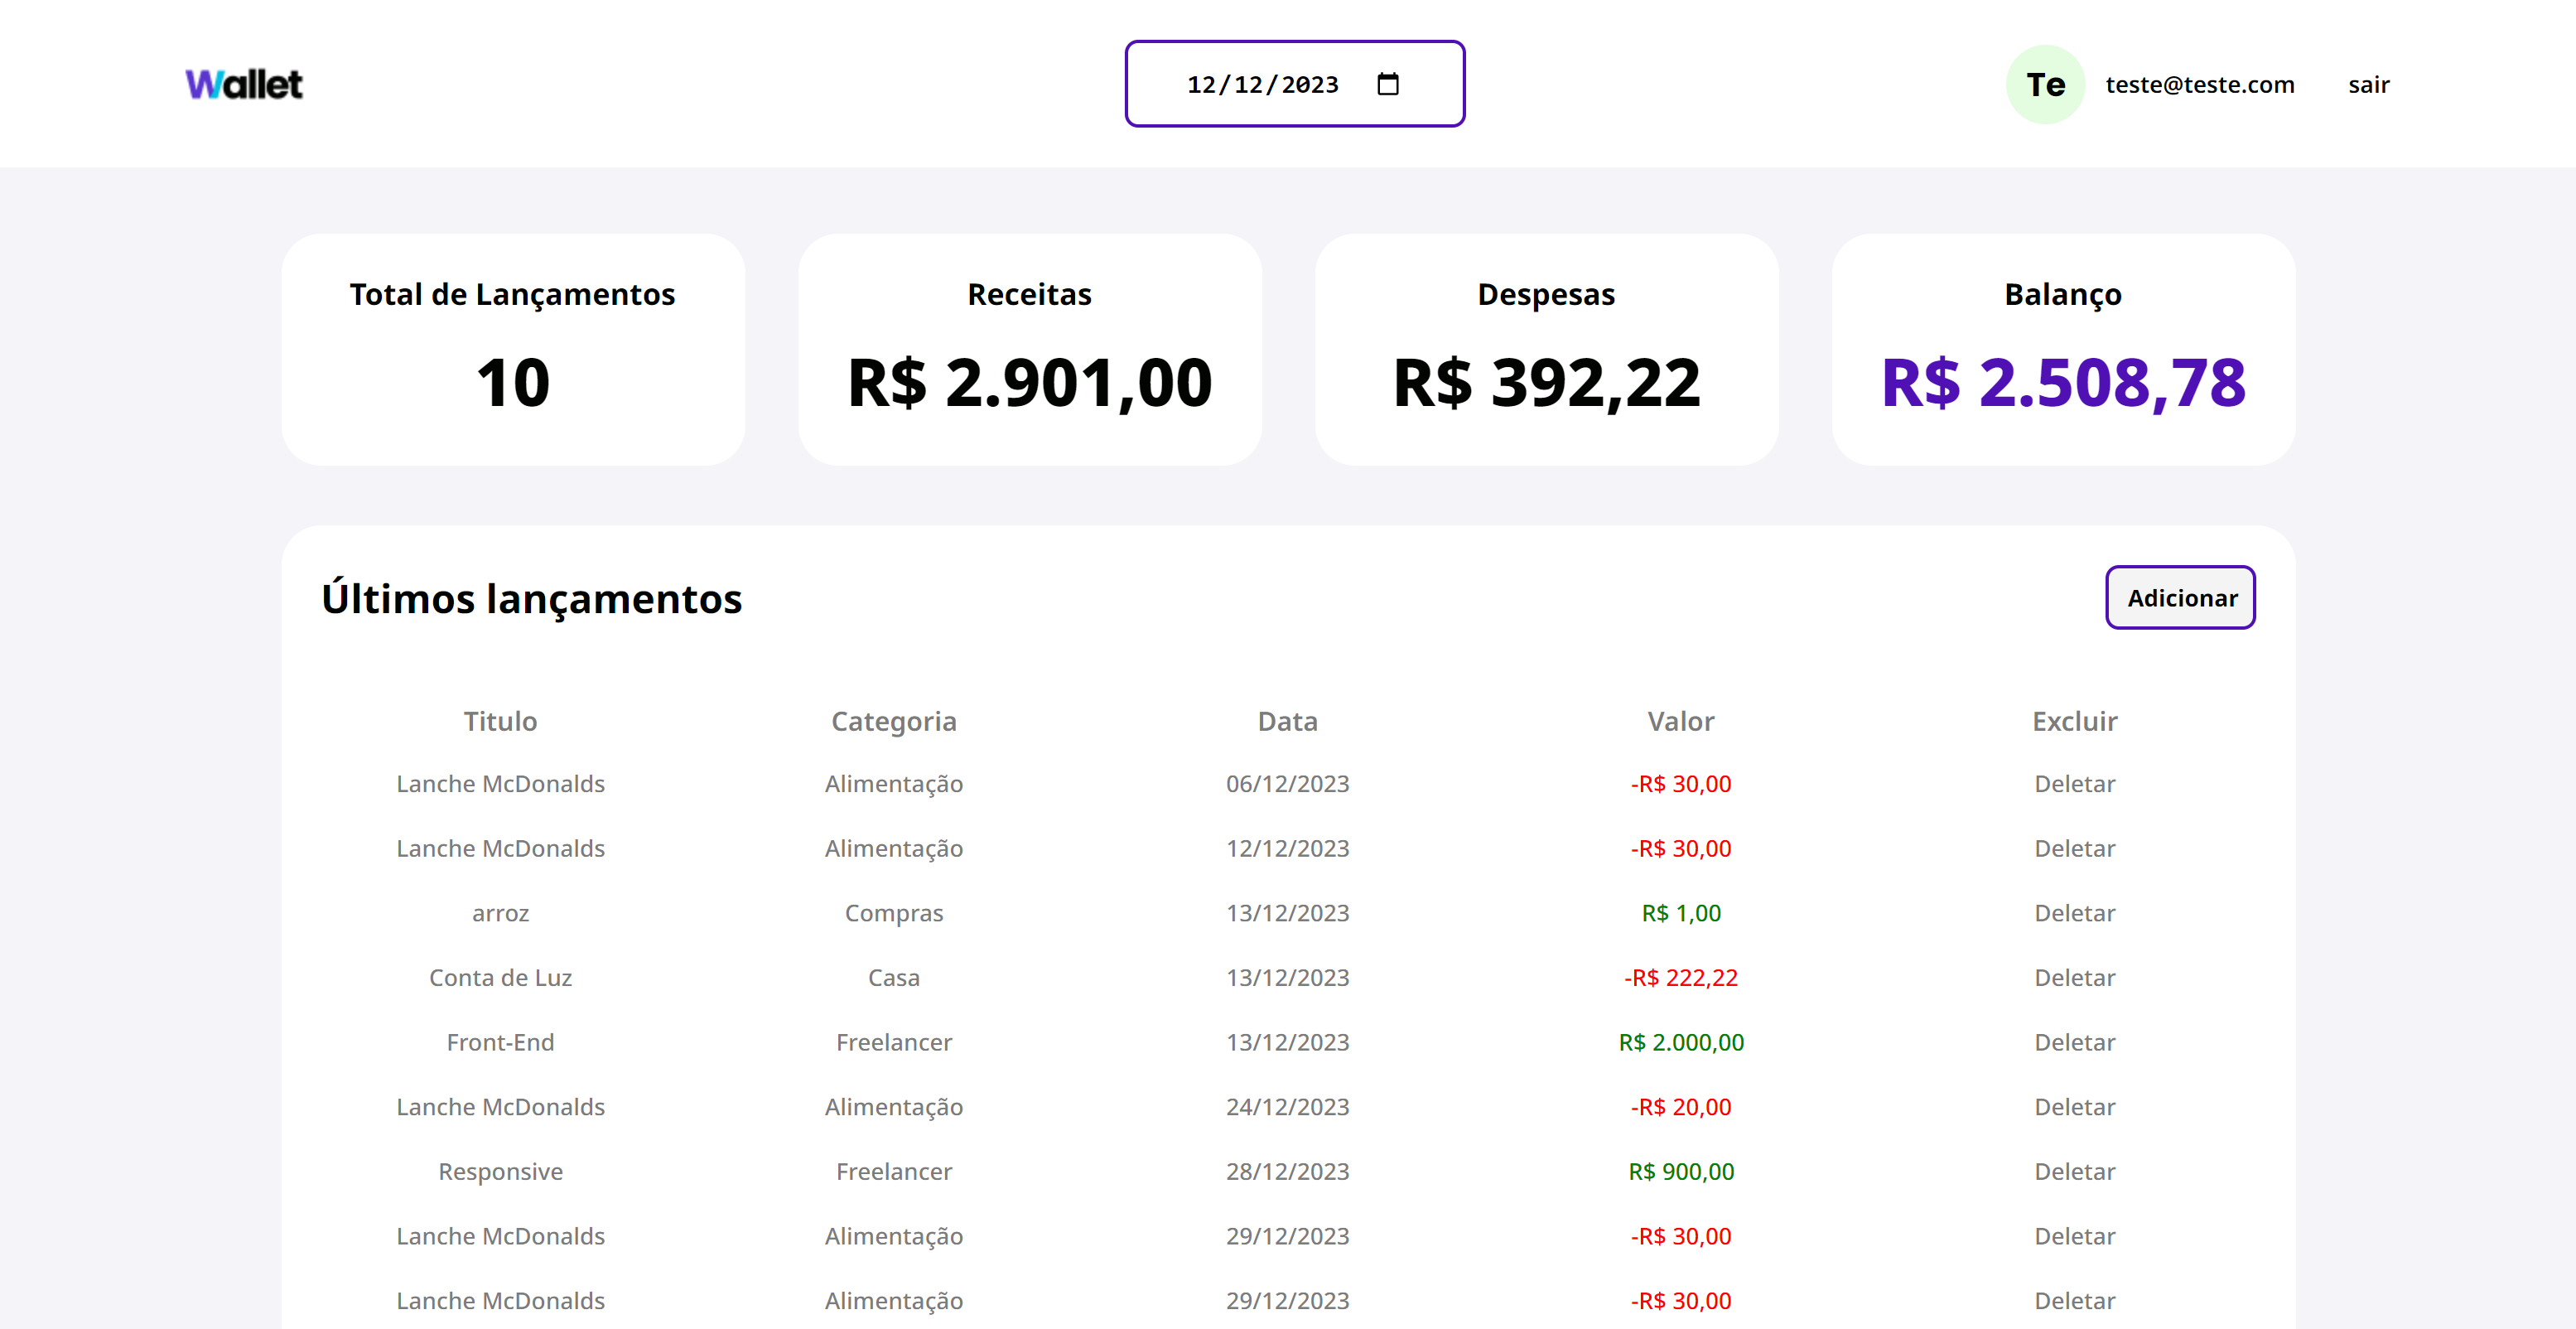 Wallet 12/12/2023 Te teste@teste.com sair
Total de Lançamentos Receitas Despesas Balanço
10 R$ 2.901,00 R$ 392,22 R$ 2.508,78
Últimos lançamentos Adicionar
Titulo Categoria Data Valor Excluir
Lanche McDonalds Alimentação 06/12/2023 -R$ 30,00 Deletar
Lanche McDonalds Alimentação 12/12/2023 -R$ 30,00 Deletar
arroz Compras 13/12/2023 R$ 1,00 Deletar
Conta de Luz Casa 13/12/2023 -R$ 222,22 Deletar
Front-End Freelancer 13/12/2023 R$ 2.000,00 Deletar
Lanche McDonalds Alimentação 24/12/2023 -R$ 20,00 Deletar
Responsive Freelancer 28/12/2023 R$ 900,00 Deletar
Lanche McDonalds Alimentação 29/12/2023 -R$ 30,00 Deletar
Lanche McDonalds Alimentação 29/12/2023 -R$ 30,00 Deletar